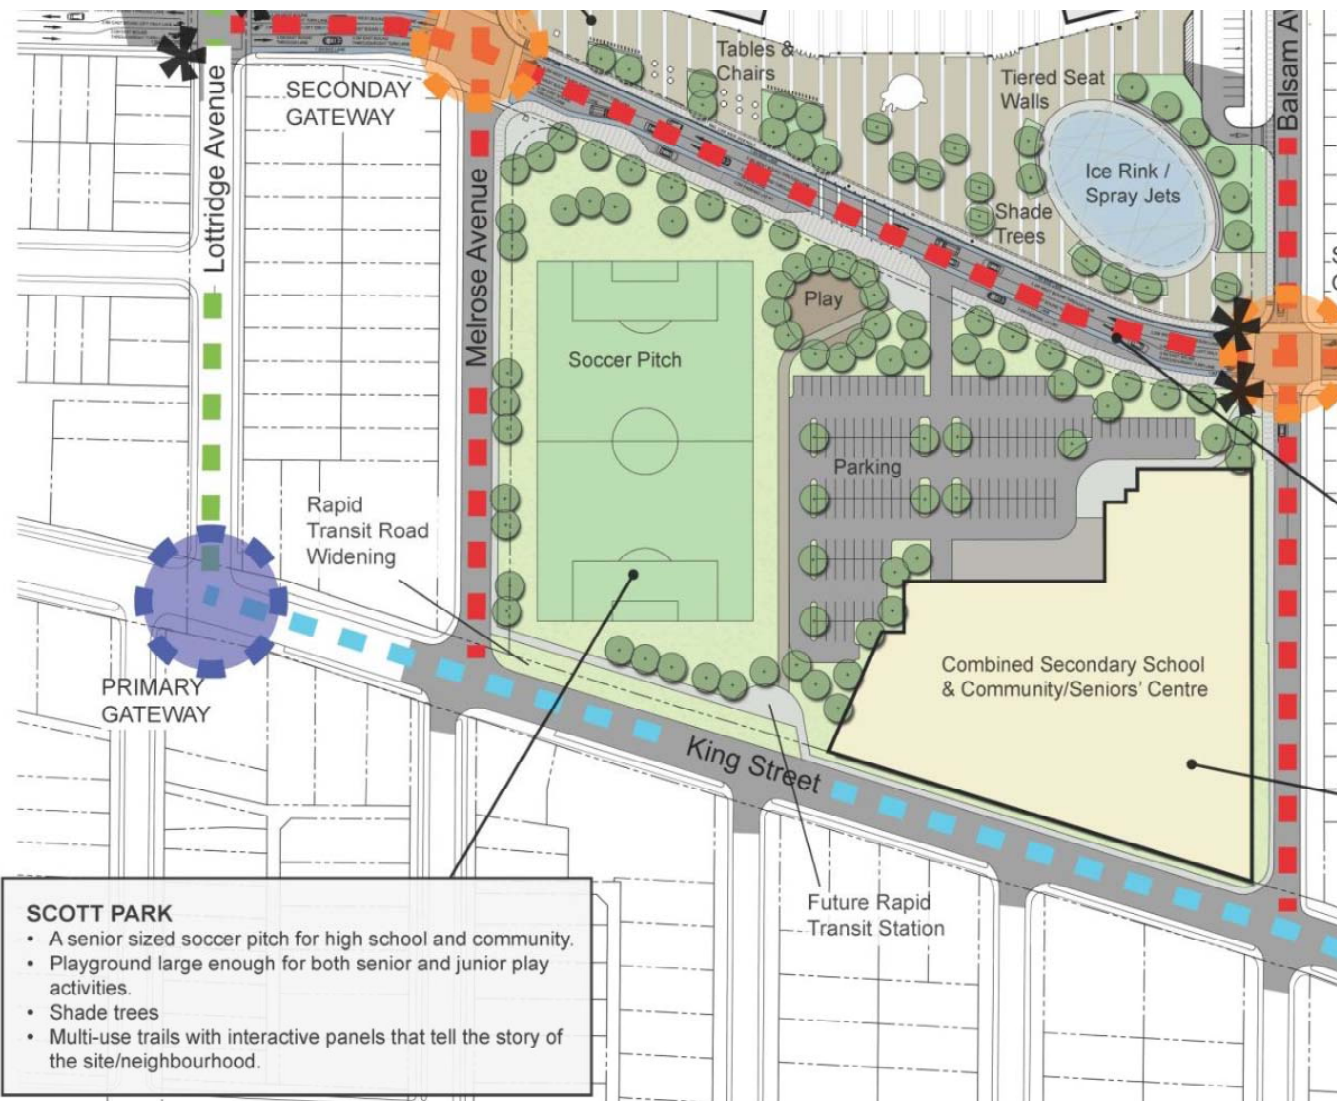 Lottridge Avenue
SECONDAY
GATEWAY
Melrose Avenue
Tables &
Chairs
Tiered Seat
Walls
Ice Rink /
Spray Jets
Shade
Trees
Balsam A
Play
Soccer Pitch
Parking
Rapid
Transit Road
Widening
PRIMARY
GATEWAY
King Street
Combined Secondary School
& Community/Seniors' Centre
Future Rapid
Transit Station
SCOTT PARK
• A senior sized soccer pitch for high school and community.
• Playground large enough for both senior and junior play
activities.
• Shade trees
• Multi-use trails with interactive panels that tell the story of
the site/neighbourhood.